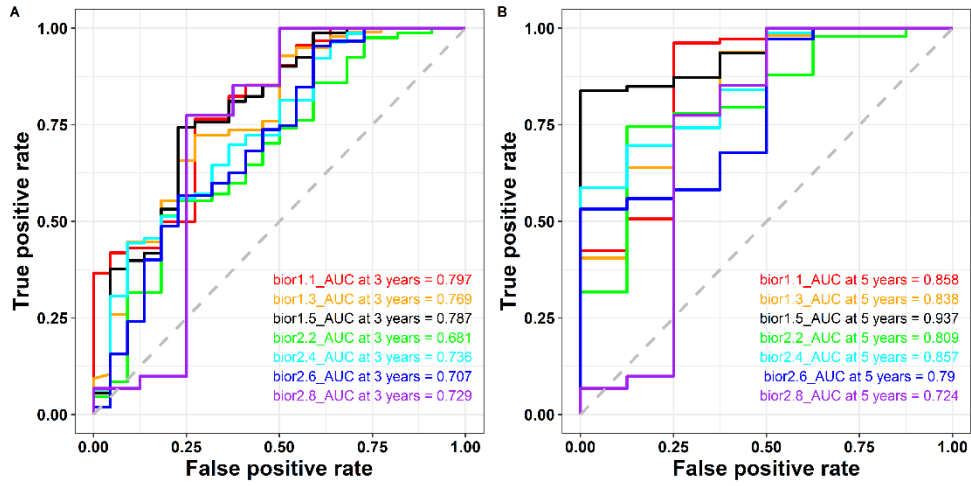 A
True positive rate
1.00
0.75
0.50
0.25
0.00
bior1.1_AUC at 3 years = 0.797
bior1.3_AUC at 3 years = 0.769
bior1.5_AUC at 3 years = 0.787
bior2.2_AUC at 3 years = 0.681
bior2.4_AUC at 3 years = 0.736
bior2.6_AUC at 3 years = 0.707
bior2.8_AUC at 3 years = 0.729
0.00 0.25 0.50 0.75 1.00
False positive rate
B
True positive rate
1.00
0.75
0.50
0.25
0.00
bior1.1_AUC at 5 years = 0.858
bior1.3_AUC at 5 years = 0.838
bior1.5_AUC at 5 years = 0.937
bior2.2_AUC at 5 years = 0.809
bior2.4_AUC at 5 years = 0.857
bior2.6_AUC at 5 years = 0.79
bior2.8_AUC at 5 years = 0.724
0.00 0.25 0.50 0.75 1.00
False positive rate